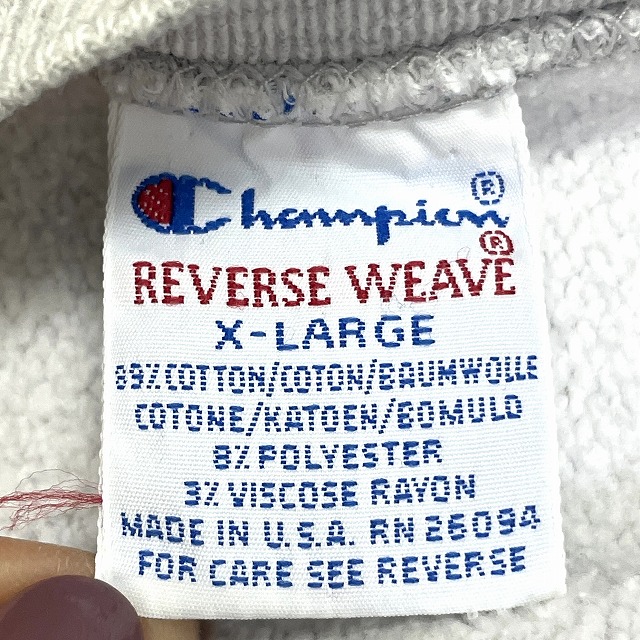 Champion®
REVERSE WEAVE®
X-LARGE
89% COTTON/COTON/BAUMWOLLE
COTONE/KATOEN/BOMULD
8% POLYESTER
3% VISCOSE RAYON
MADE IN U.S.A. RN 26094
FOR CARE SEE REVERSE